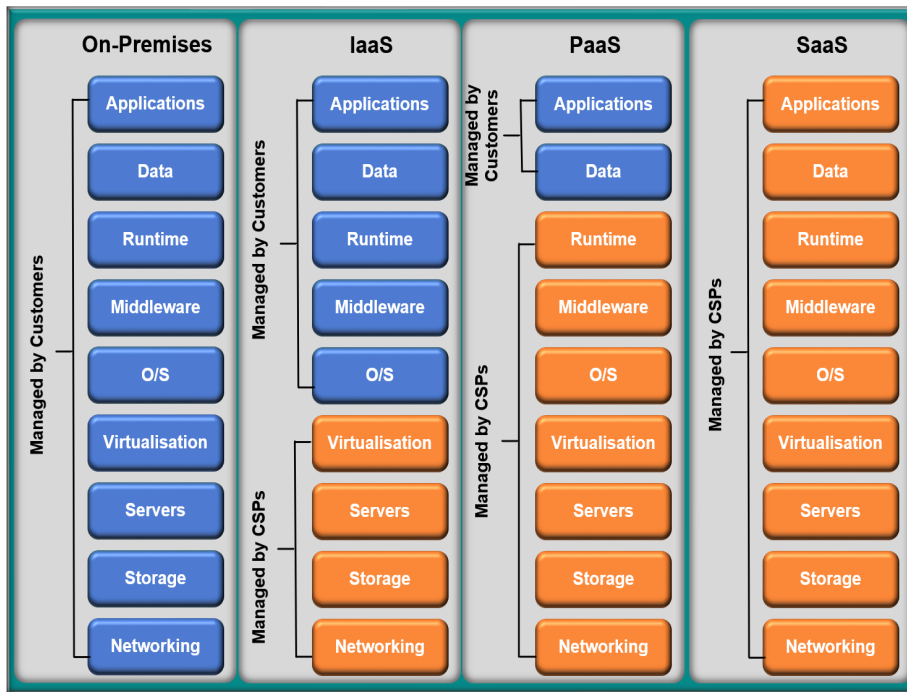 On-Premises
Managed by Customers
Applications
Data
Runtime
Middleware
O/S
Virtualisation
Servers
Storage
Networking
IaaS
Managed by Customers
Applications
Data
Runtime
Middleware
O/S
Managed by CSPs
Virtualisation
Servers
Storage
Networking
PaaS
Managed by
Customers
Applications
Data
Managed by CSPs
Runtime
Middleware
O/S
Virtualisation
Servers
Storage
Networking
SaaS
Managed by CSPs
Applications
Data
Runtime
Middleware
O/S
Virtualisation
Servers
Storage
Networking